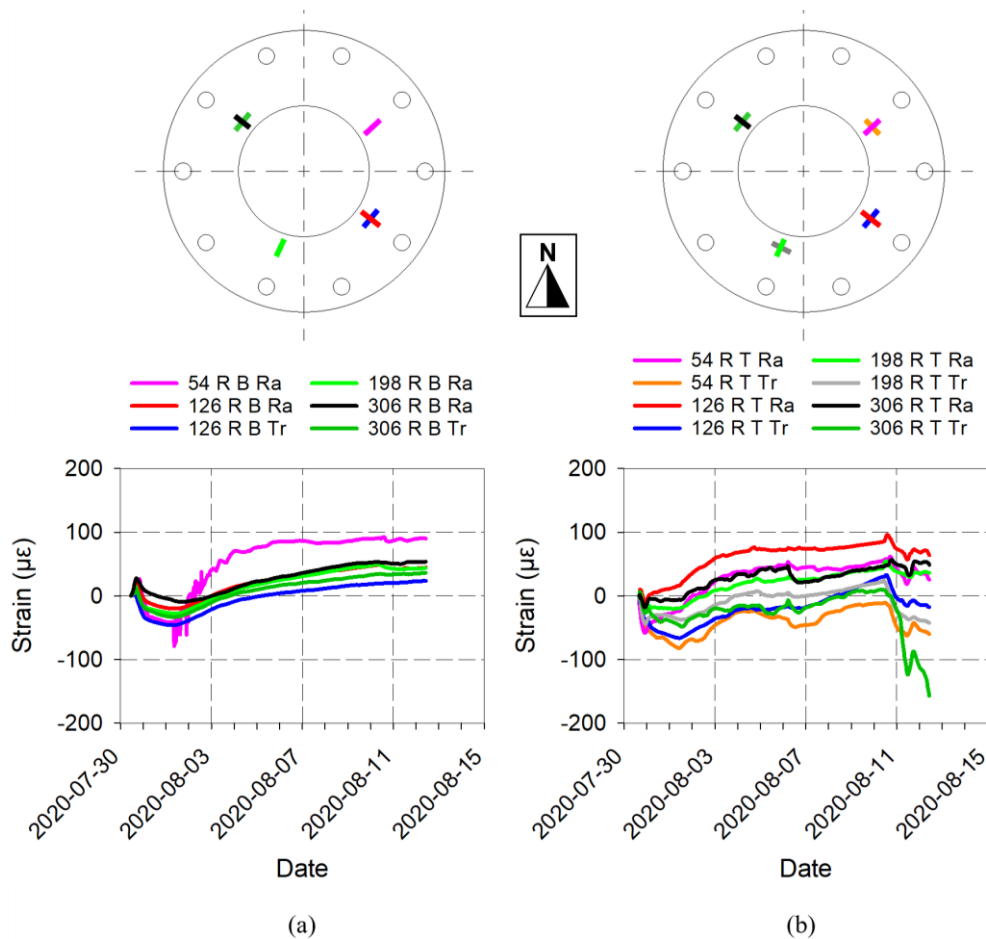 N
54 R B Ra
198 R B Ra
126 R B Ra
306 R B Ra
126 R B Tr
306 R B Tr
54 R T Ra
198 R T Ra
54 R T Tr
198 R T Tr
126 R T Ra
306 R T Ra
126 R T Tr
306 R T Tr
Strain (με)
200
100
0
-100
-200
2020-07-30
2020-08-03
2020-08-07
2020-08-11
2020-08-15
Date
(a)
Strain (με)
200
100
0
-100
-200
2020-07-30
2020-08-03
2020-08-07
2020-08-11
2020-08-15
Date
(b)